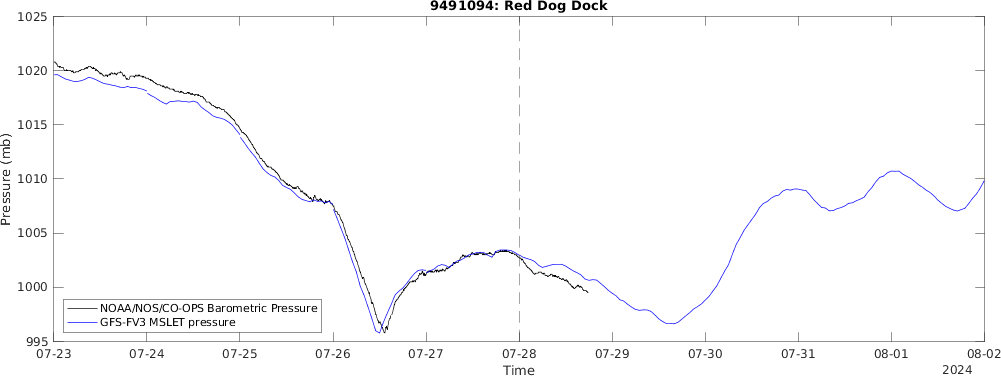 9491094: Red Dog Dock
1025
1020
1015
1010
1005
1000
995
Pressure (mb)
NOAA/NOS/CO-OPS Barometric Pressure
GFS-FV3 MSLET pressure
07-23 07-24 07-25 07-26 07-27 07-28 07-29 07-30 07-31 08-01 08-02
Time
2024